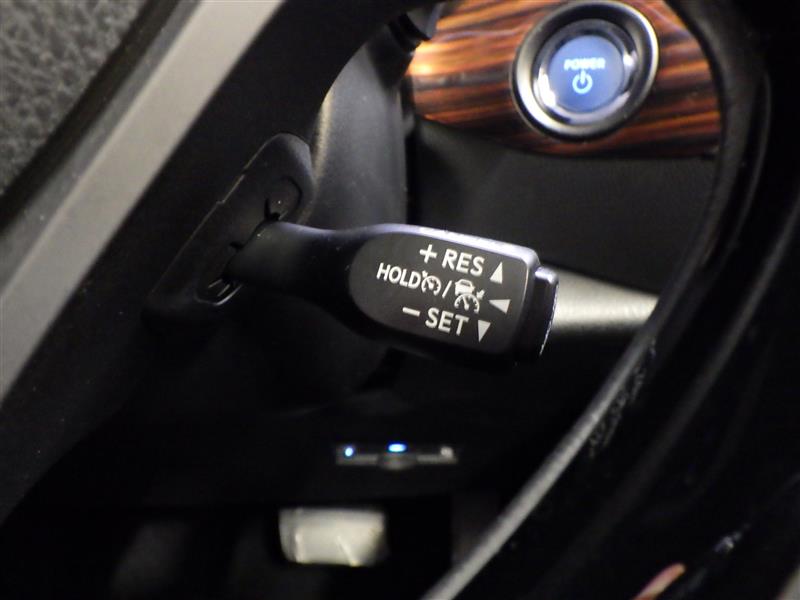 POWER
+ RES ▲
HOLD / ◀
− SET ▼